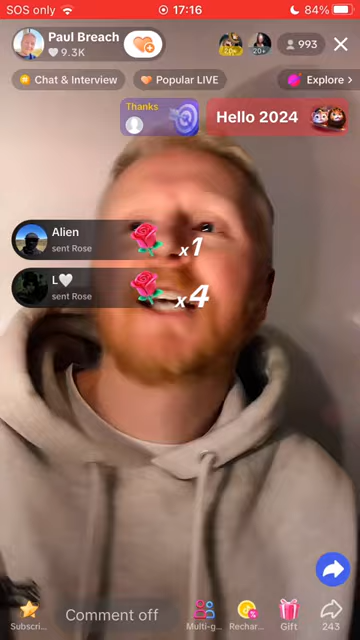 SOS only 17:16 84%
Paul Breach
9.3K
993
20+ 20+
Chat & Interview Popular LIVE Explore >
Thanks
Hello 2024
Alien
sent Rose
x1
L🤍
sent Rose
x4
Subscri...
Comment off
Multi-g...
Rechar...
Gift
243